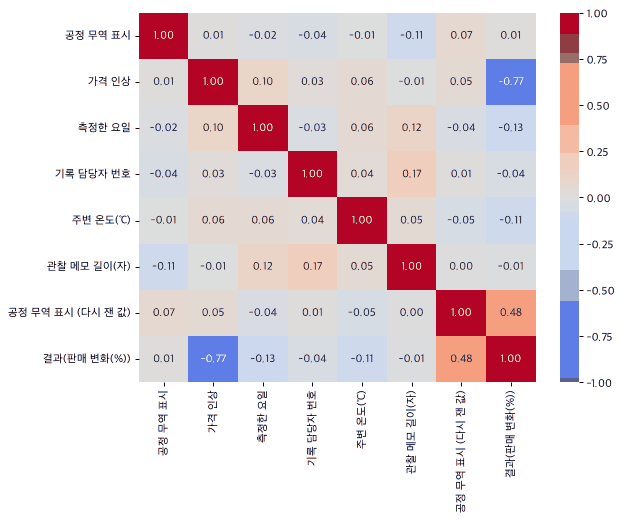 공정 무역 표시 1.00 0.01 -0.02 -0.04 -0.01 -0.11 0.07 0.01
가격 인상 0.01 1.00 0.10 0.03 0.06 -0.01 0.05 -0.77
측정한 요일 -0.02 0.10 1.00 -0.03 0.06 0.12 -0.04 -0.13
기록 담당자 번호 -0.04 0.03 -0.03 1.00 0.04 0.17 0.01 -0.04
주변 온도(℃) -0.01 0.06 0.06 0.04 1.00 0.05 -0.05 -0.11
관찰 메모 길이(자) -0.11 -0.01 0.12 0.17 0.05 1.00 0.00 -0.01
공정 무역 표시 (다시 잰 값) 0.07 0.05 -0.04 0.01 -0.05 0.00 1.00 0.48
결과(판매 변화(%)) 0.01 -0.77 -0.13 -0.04 -0.11 -0.01 0.48 1.00
공정 무역 표시
가격 인상
측정한 요일
기록 담당자 번호
주변 온도(℃)
관찰 메모 길이(자)
공정 무역 표시 (다시 잰 값)
결과(판매 변화(%))
1.00
0.75
0.50
0.25
0.00
-0.25
-0.50
-0.75
-1.00